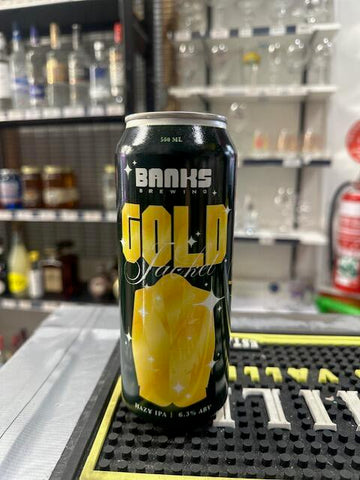 500 ML
BANKS
BREWING
GOLD
Jacket
HAZY IPA | 6.3% ABV